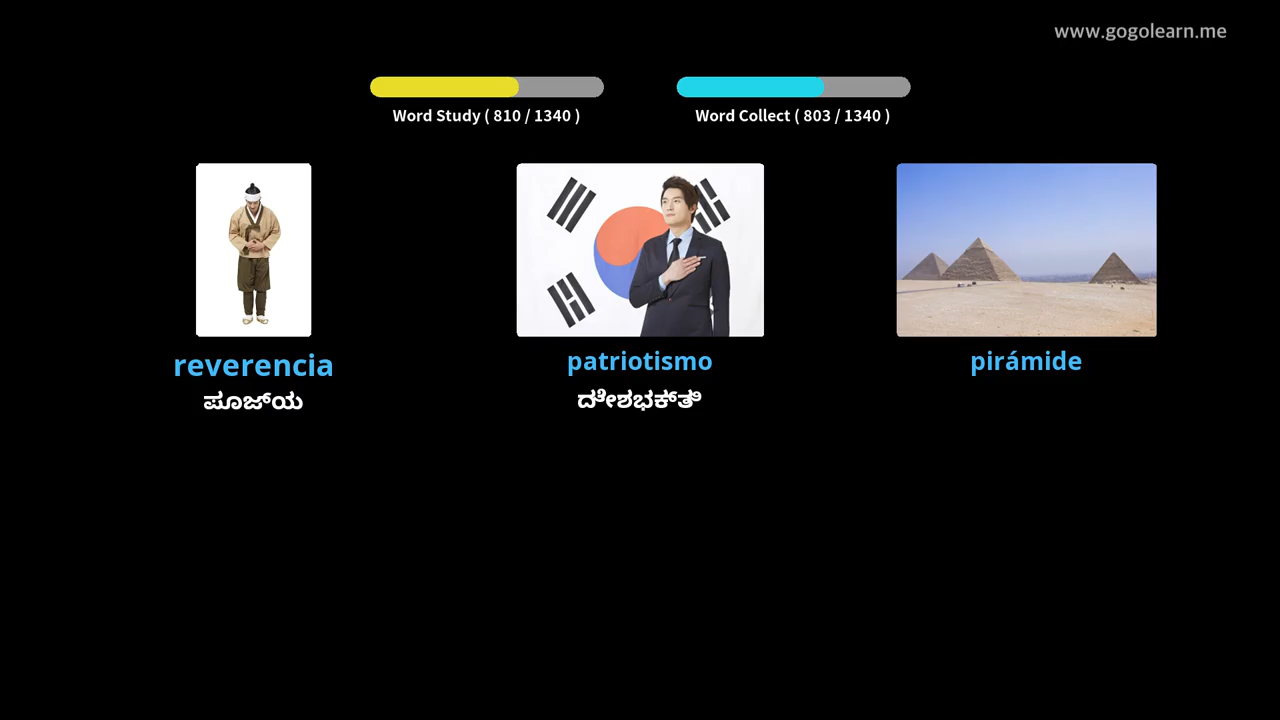 www.gogolearn.me
Word Study ( 810 / 1340 )
Word Collect ( 803 / 1340 )
reverencia
patriotismo
pirámide
ಪೂಜ್ಯ
ದೇಶಭಕ್ತಿ